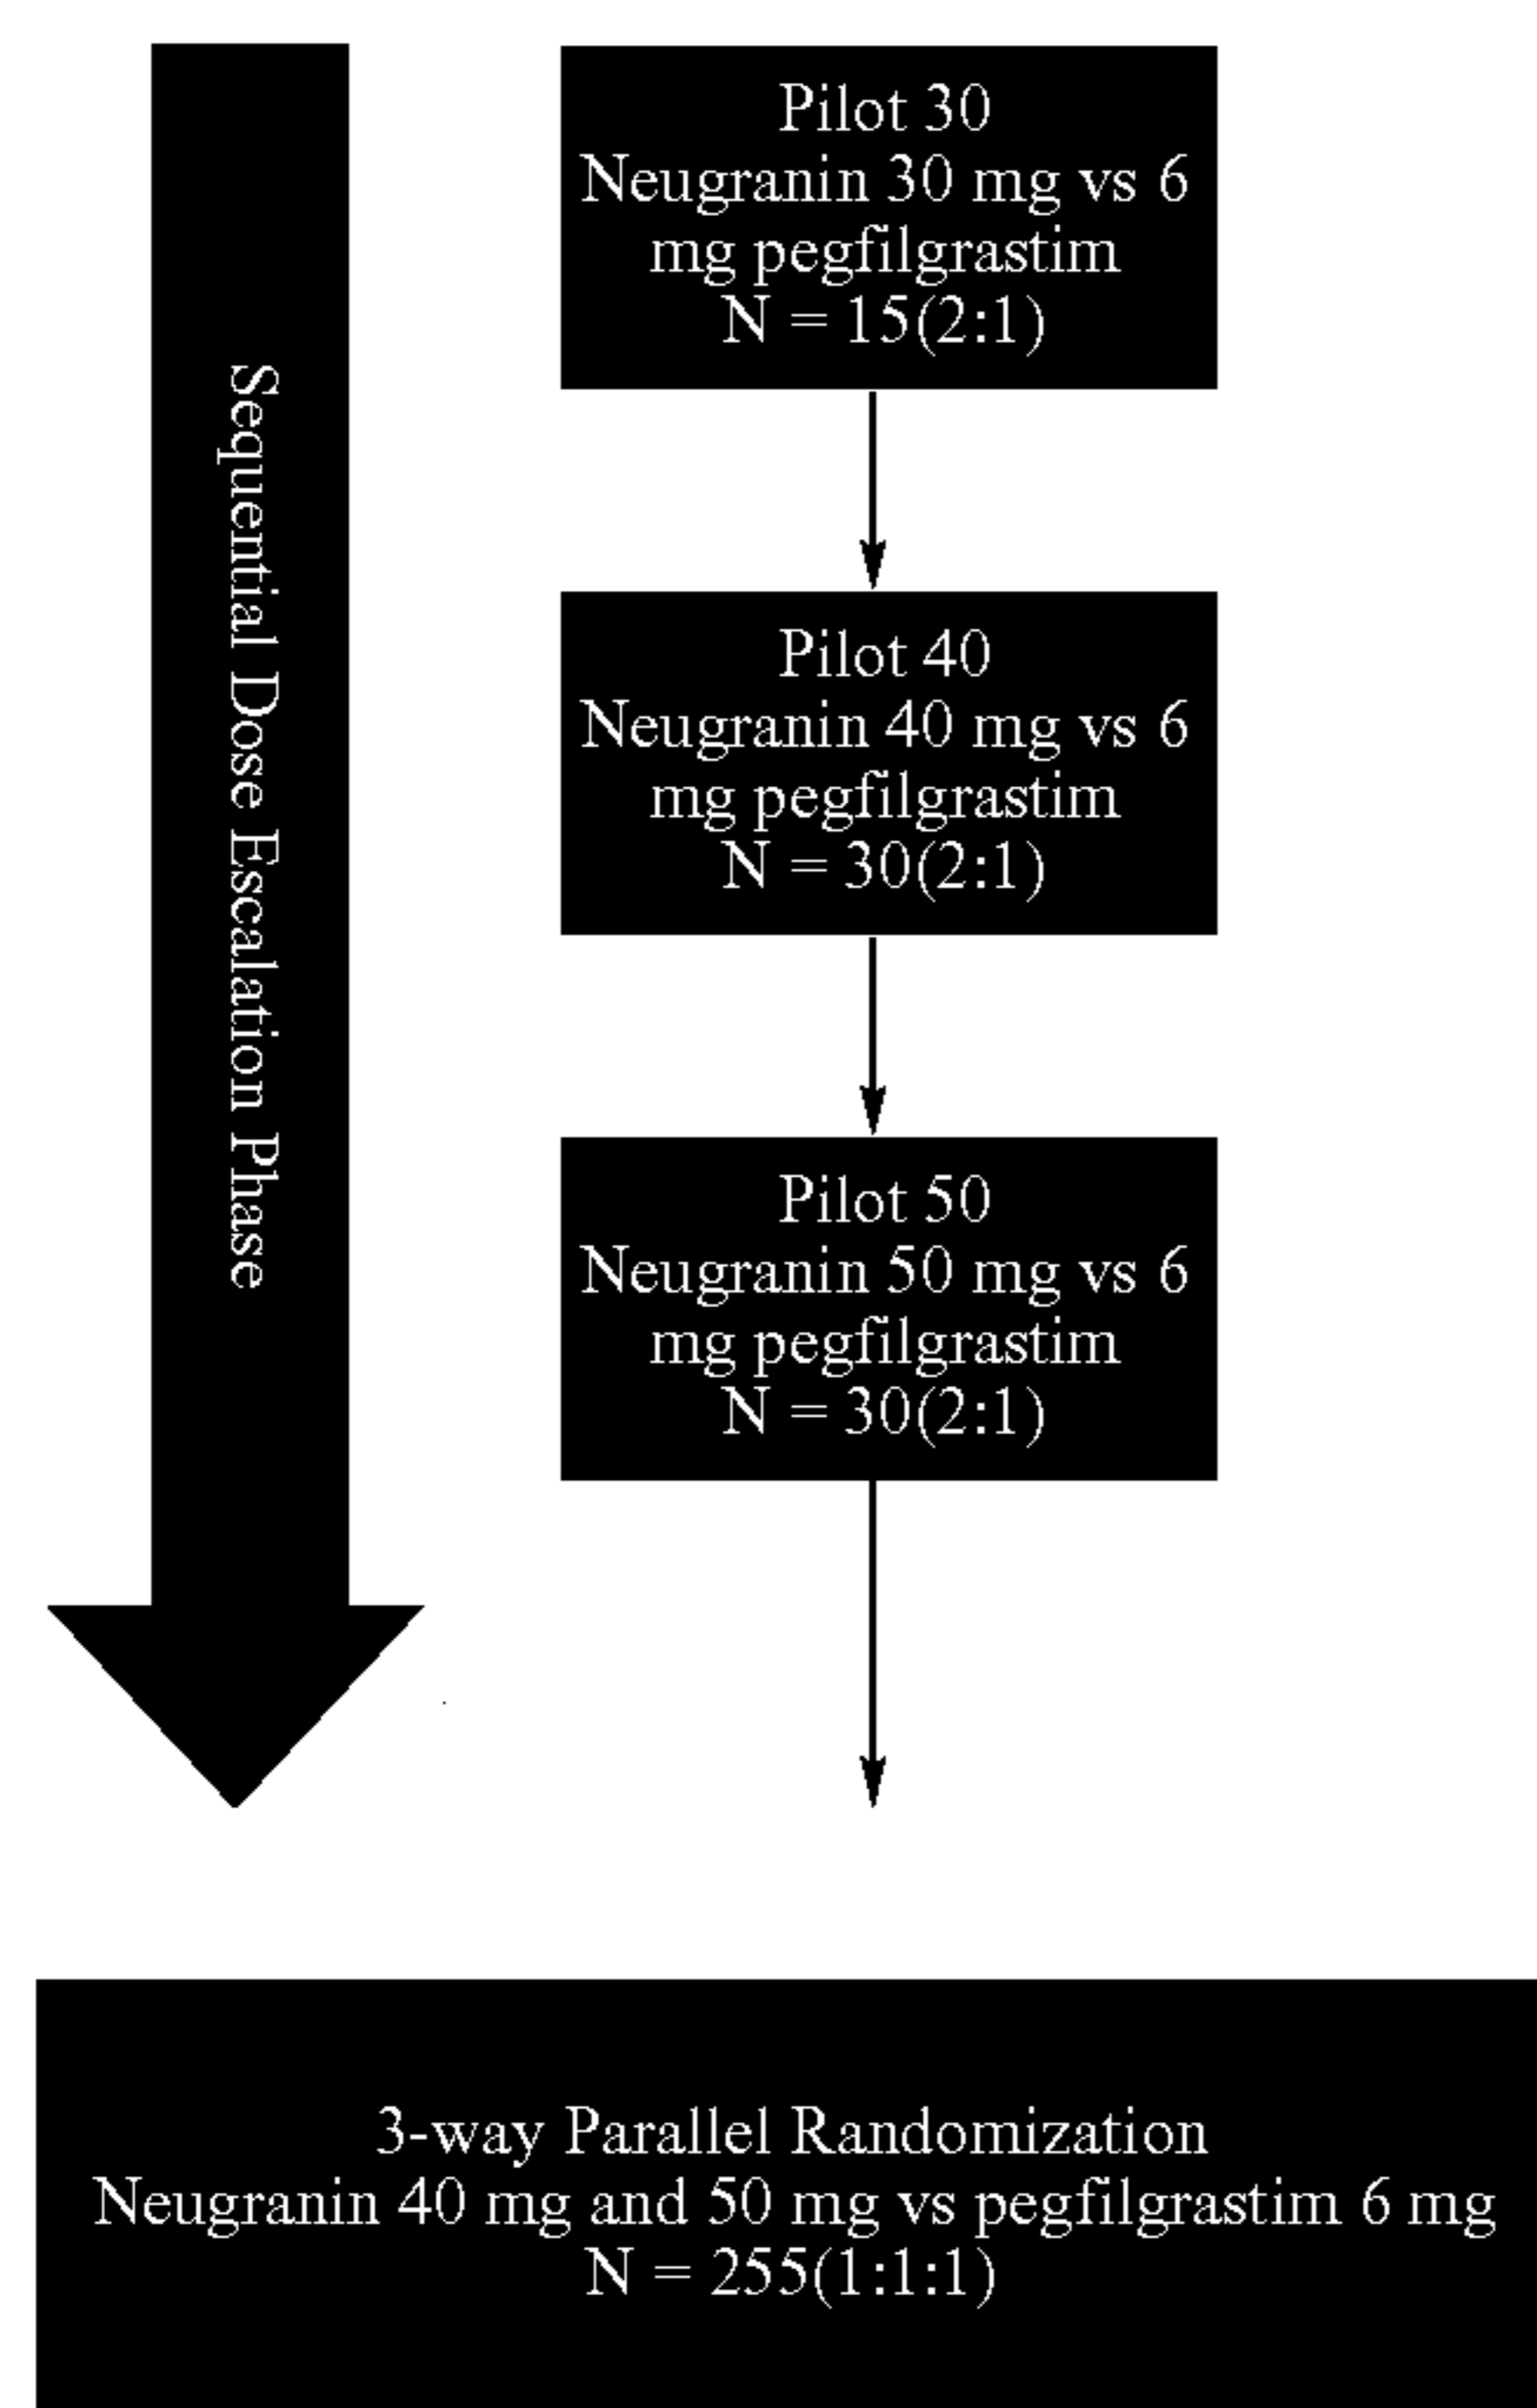 Sequential Dose Escalation Phase
Pilot 30
Neugranin 30 mg vs 6
mg pegfilgrastim
N = 15(2:1)
Pilot 40
Neugranin 40 mg vs 6
mg pegfilgrastim
N = 30(2:1)
Pilot 50
Neugranin 50 mg vs 6
mg pegfilgrastim
N = 30(2:1)
3-way Parallel Randomization
Neugranin 40 mg and 50 mg vs pegfilgrastim 6 mg
N = 255(1:1:1)